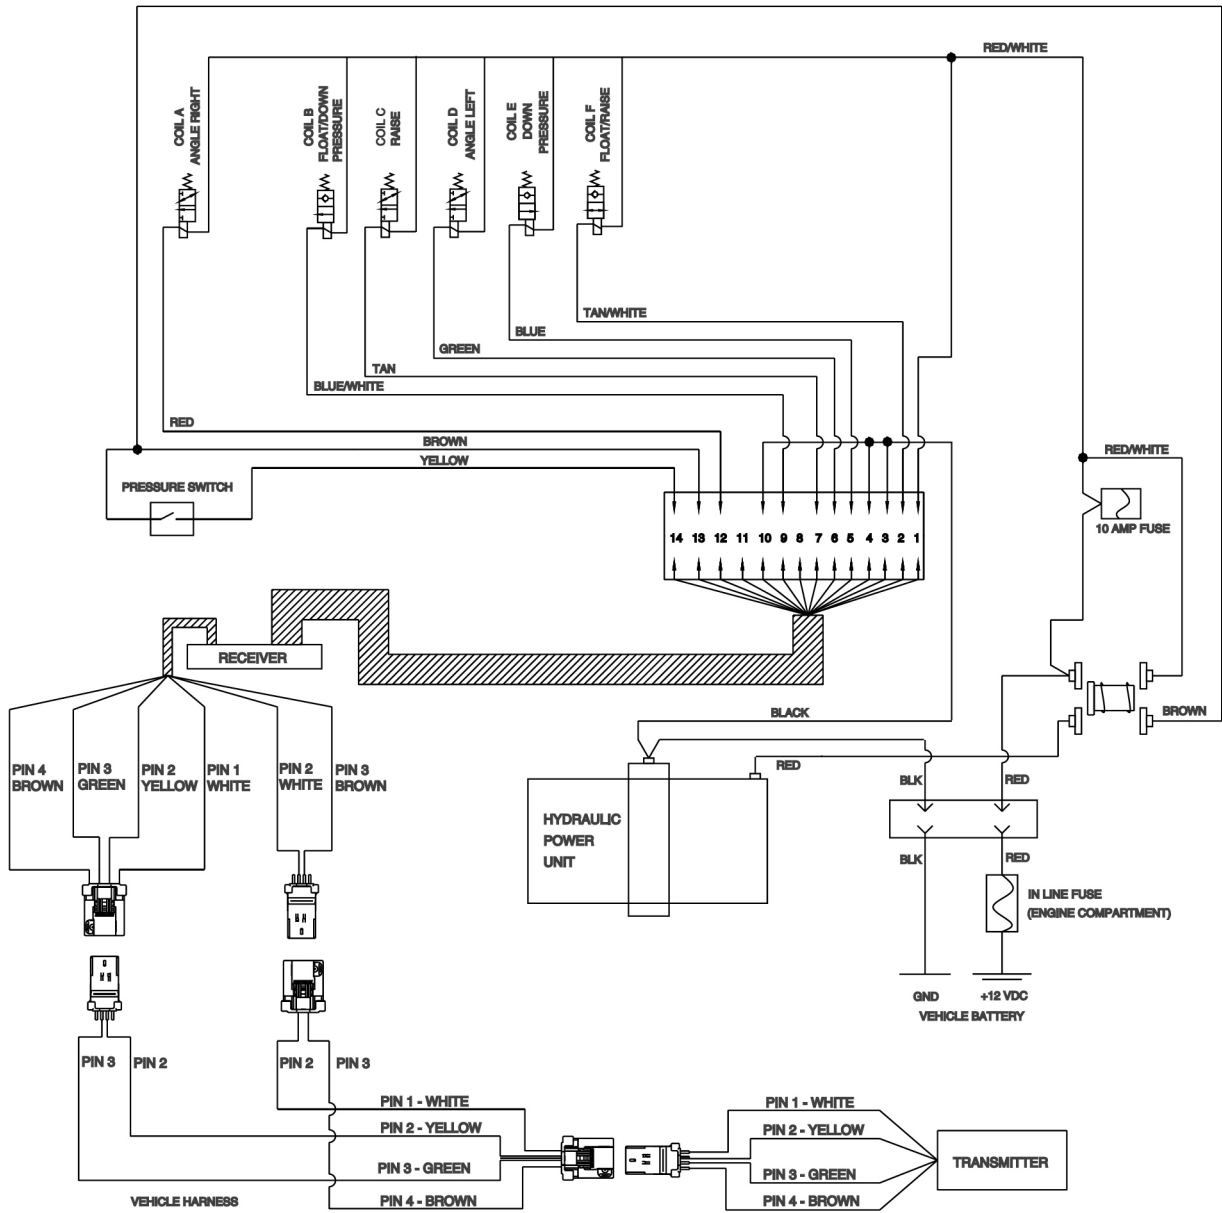 RED/WHITE
COIL A
ANGLE RIGHT
COIL B
FLOAT/DOWN
PRESSURE
COIL C
RAISE
COIL D
ANGLE LEFT
COIL E
DOWN
PRESSURE
COIL F
FLOAT/RAISE
TAN/WHITE
BLUE
GREEN
TAN
BLUE/WHITE
RED
BROWN
YELLOW
RED/WHITE
PRESSURE SWITCH
10 AMP FUSE
14 13 12 11 10 9 8 7 6 5 4 3 2 1
RECEIVER
BLACK
BROWN
RED
PIN 4
BROWN
PIN 3
GREEN
PIN 2
YELLOW
PIN 1
WHITE
PIN 2
WHITE
PIN 3
BROWN
BLK
RED
HYDRAULIC
POWER
UNIT
BLK
RED
IN LINE FUSE
(ENGINE COMPARTMENT)
GND
+12 VDC
VEHICLE BATTERY
PIN 3
PIN 2
PIN 2
PIN 3
PIN 1 - WHITE
PIN 2 - YELLOW
PIN 3 - GREEN
PIN 4 - BROWN
PIN 1 - WHITE
PIN 2 - YELLOW
PIN 3 - GREEN
PIN 4 - BROWN
TRANSMITTER
VEHICLE HARNESS